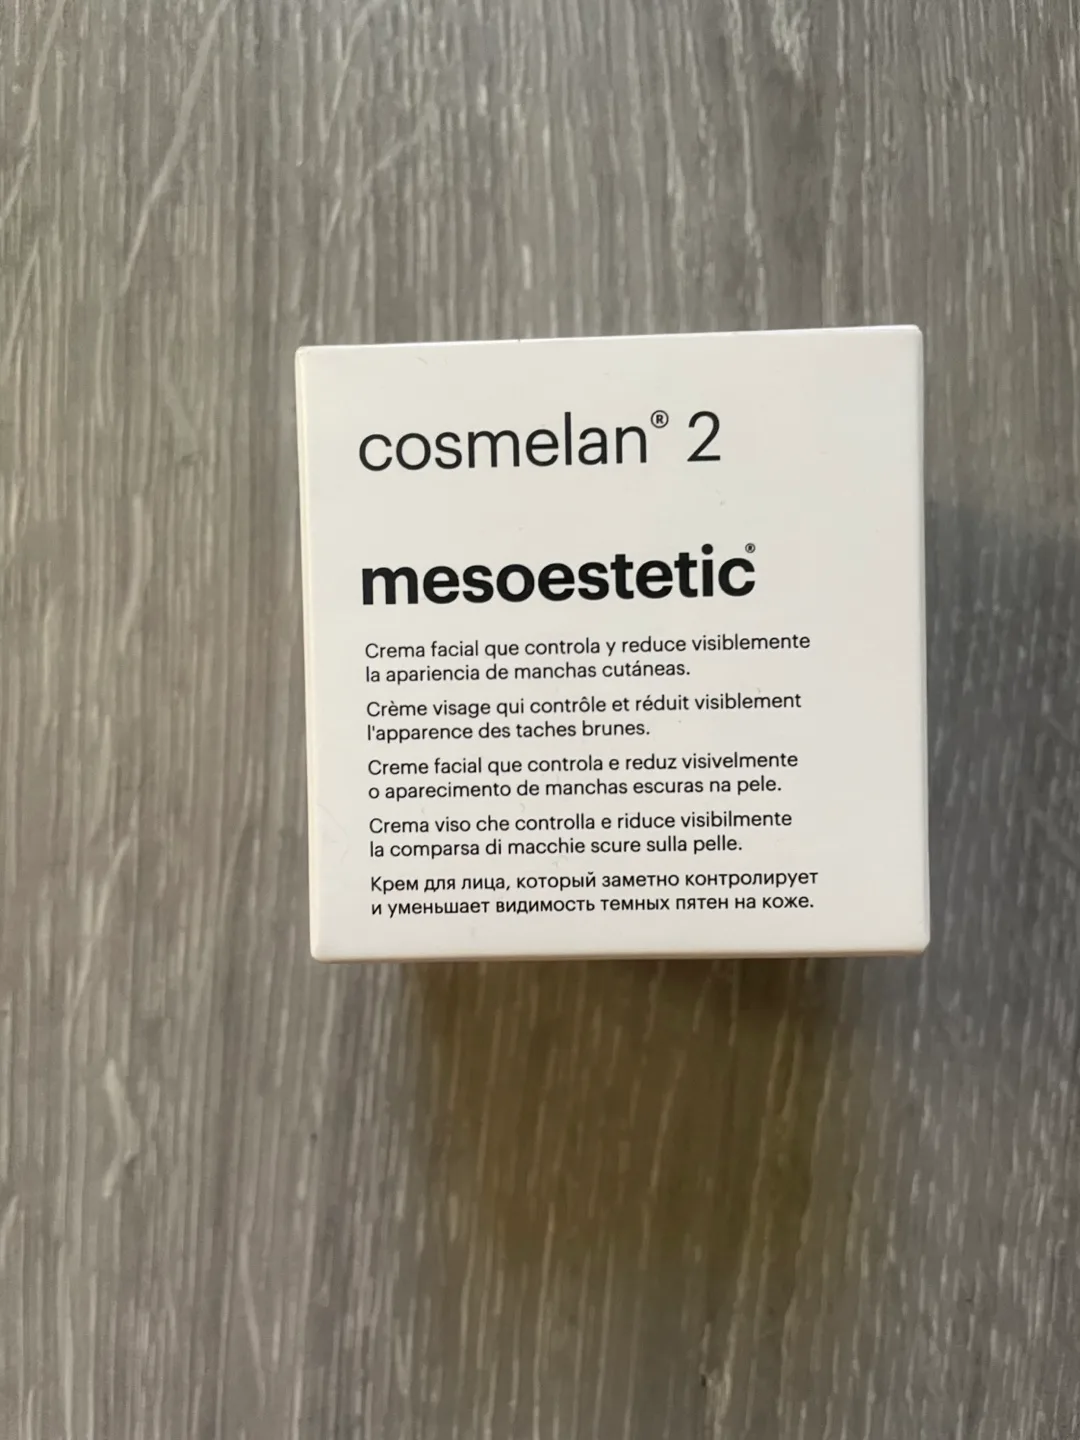 cosmelan® 2
mesoestetic®
Crema facial que controla y reduce visiblemente
la apariencia de manchas cutáneas.
Crème visage qui contrôle et réduit visiblement
l'apparence des taches brunes.
Creme facial que controla e reduz visivelmente
o aparecimento de manchas escuras na pele.
Crema viso che controlla e riduce visibilmente
la comparsa di macchie scure sulla pelle.
Крем для лица, который заметно контролирует
и уменьшает видимость темных пятен на коже.